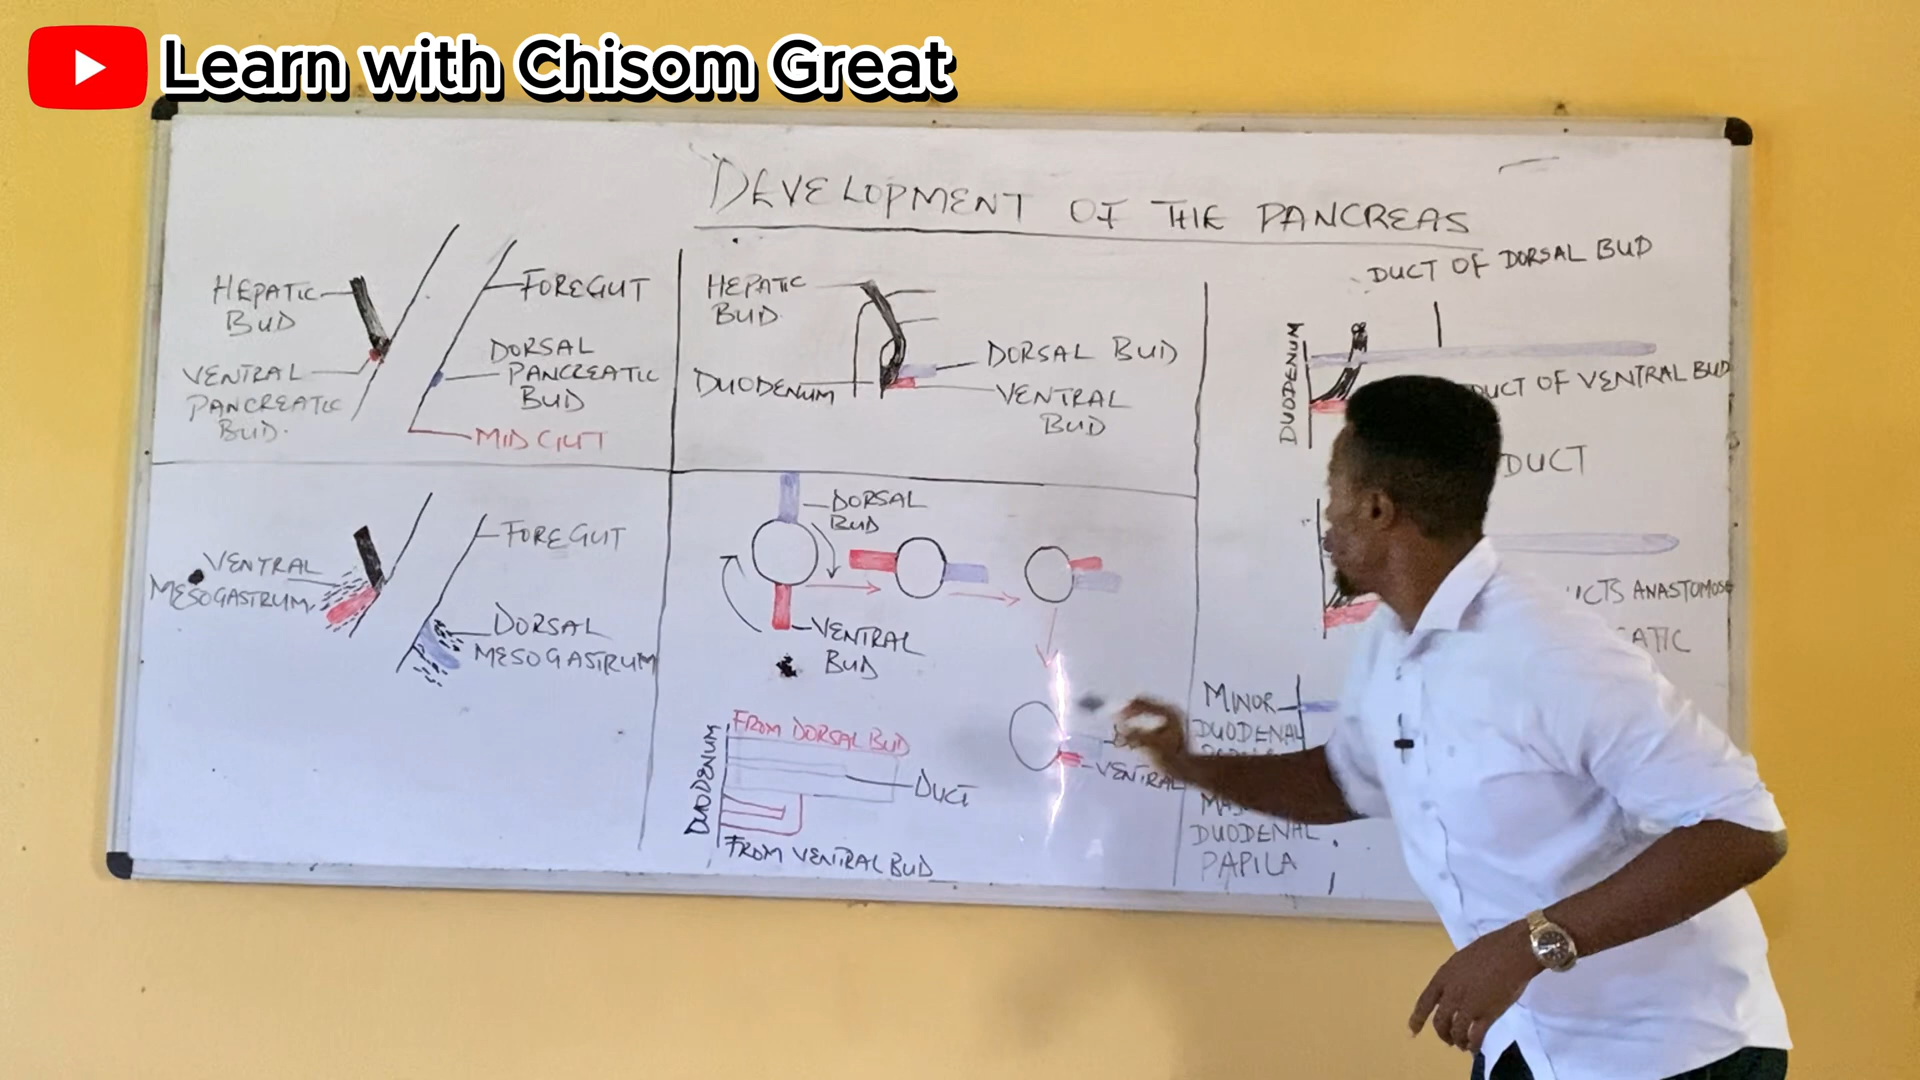 Learn with Chisom Great
DEVELOPMENT OF THE PANCREAS
HEPATIC
BUD
VENTRAL
PANCREATIC
BUD.
FOREGUT
DORSAL
PANCREATIC
BUD
MIDGUT
HEPATIC
BUD
DUODENUM
DORSAL BUD
VENTRAL
BUD
DUCT OF DORSAL BUD
DUODENUM
DUCT OF VENTRAL BUD
DUCT
VENTRAL
MESOGASTRUM
FOREGUT
DORSAL
MESOGASTRUM
DORSAL
BUD
VENTRAL
BUD
VENTRAL
DUODENUM
FROM DORSAL BUD
DUCT
FROM VENTRAL BUD
ANASTOMOSE
MINOR
DUODENAL
DUODENAL
PAPILA